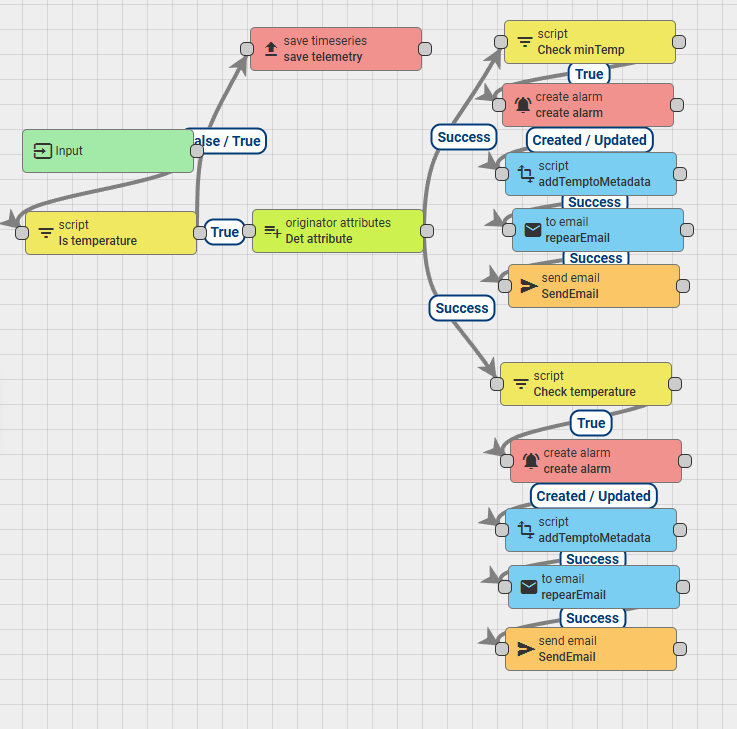 save timeseries
save telemetry
alse / True
Input
script
Is temperature
True
originator attributes
Det attribute
Success
Success
script
Check minTemp
True
create alarm
create alarm
Created / Updated
script
addTemptoMetadata
Success
to email
repearEmail
Success
send email
SendEmail
script
Check temperature
True
create alarm
create alarm
Created / Updated
script
addTemptoMetadata
Success
to email
repearEmail
Success
send email
SendEmail